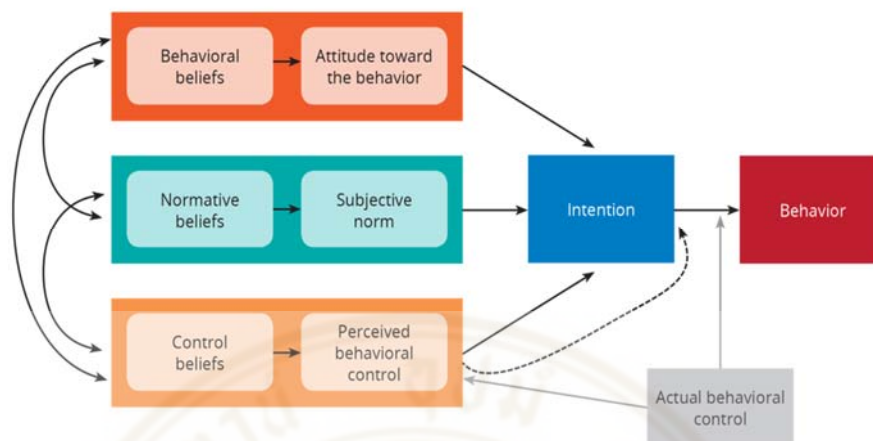 Behavioral
beliefs
Attitude toward
the behavior
Normative
beliefs
Subjective
norm
Intention
Behavior
Control
beliefs
Perceived
behavioral
control
Actual behavioral
control